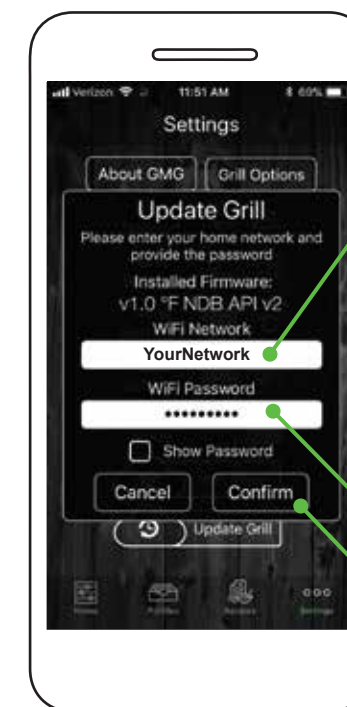 Verizon 11:51 AM 69%
Settings
About GMG Grill Options
Update Grill
Please enter your home network and
provide the password
Installed Firmware:
v1.0 °F NDB API v2
WiFi Network
YourNetwork
WiFi Password
•••••••••
Show Password
Cancel Confirm
Update Grill
Settings